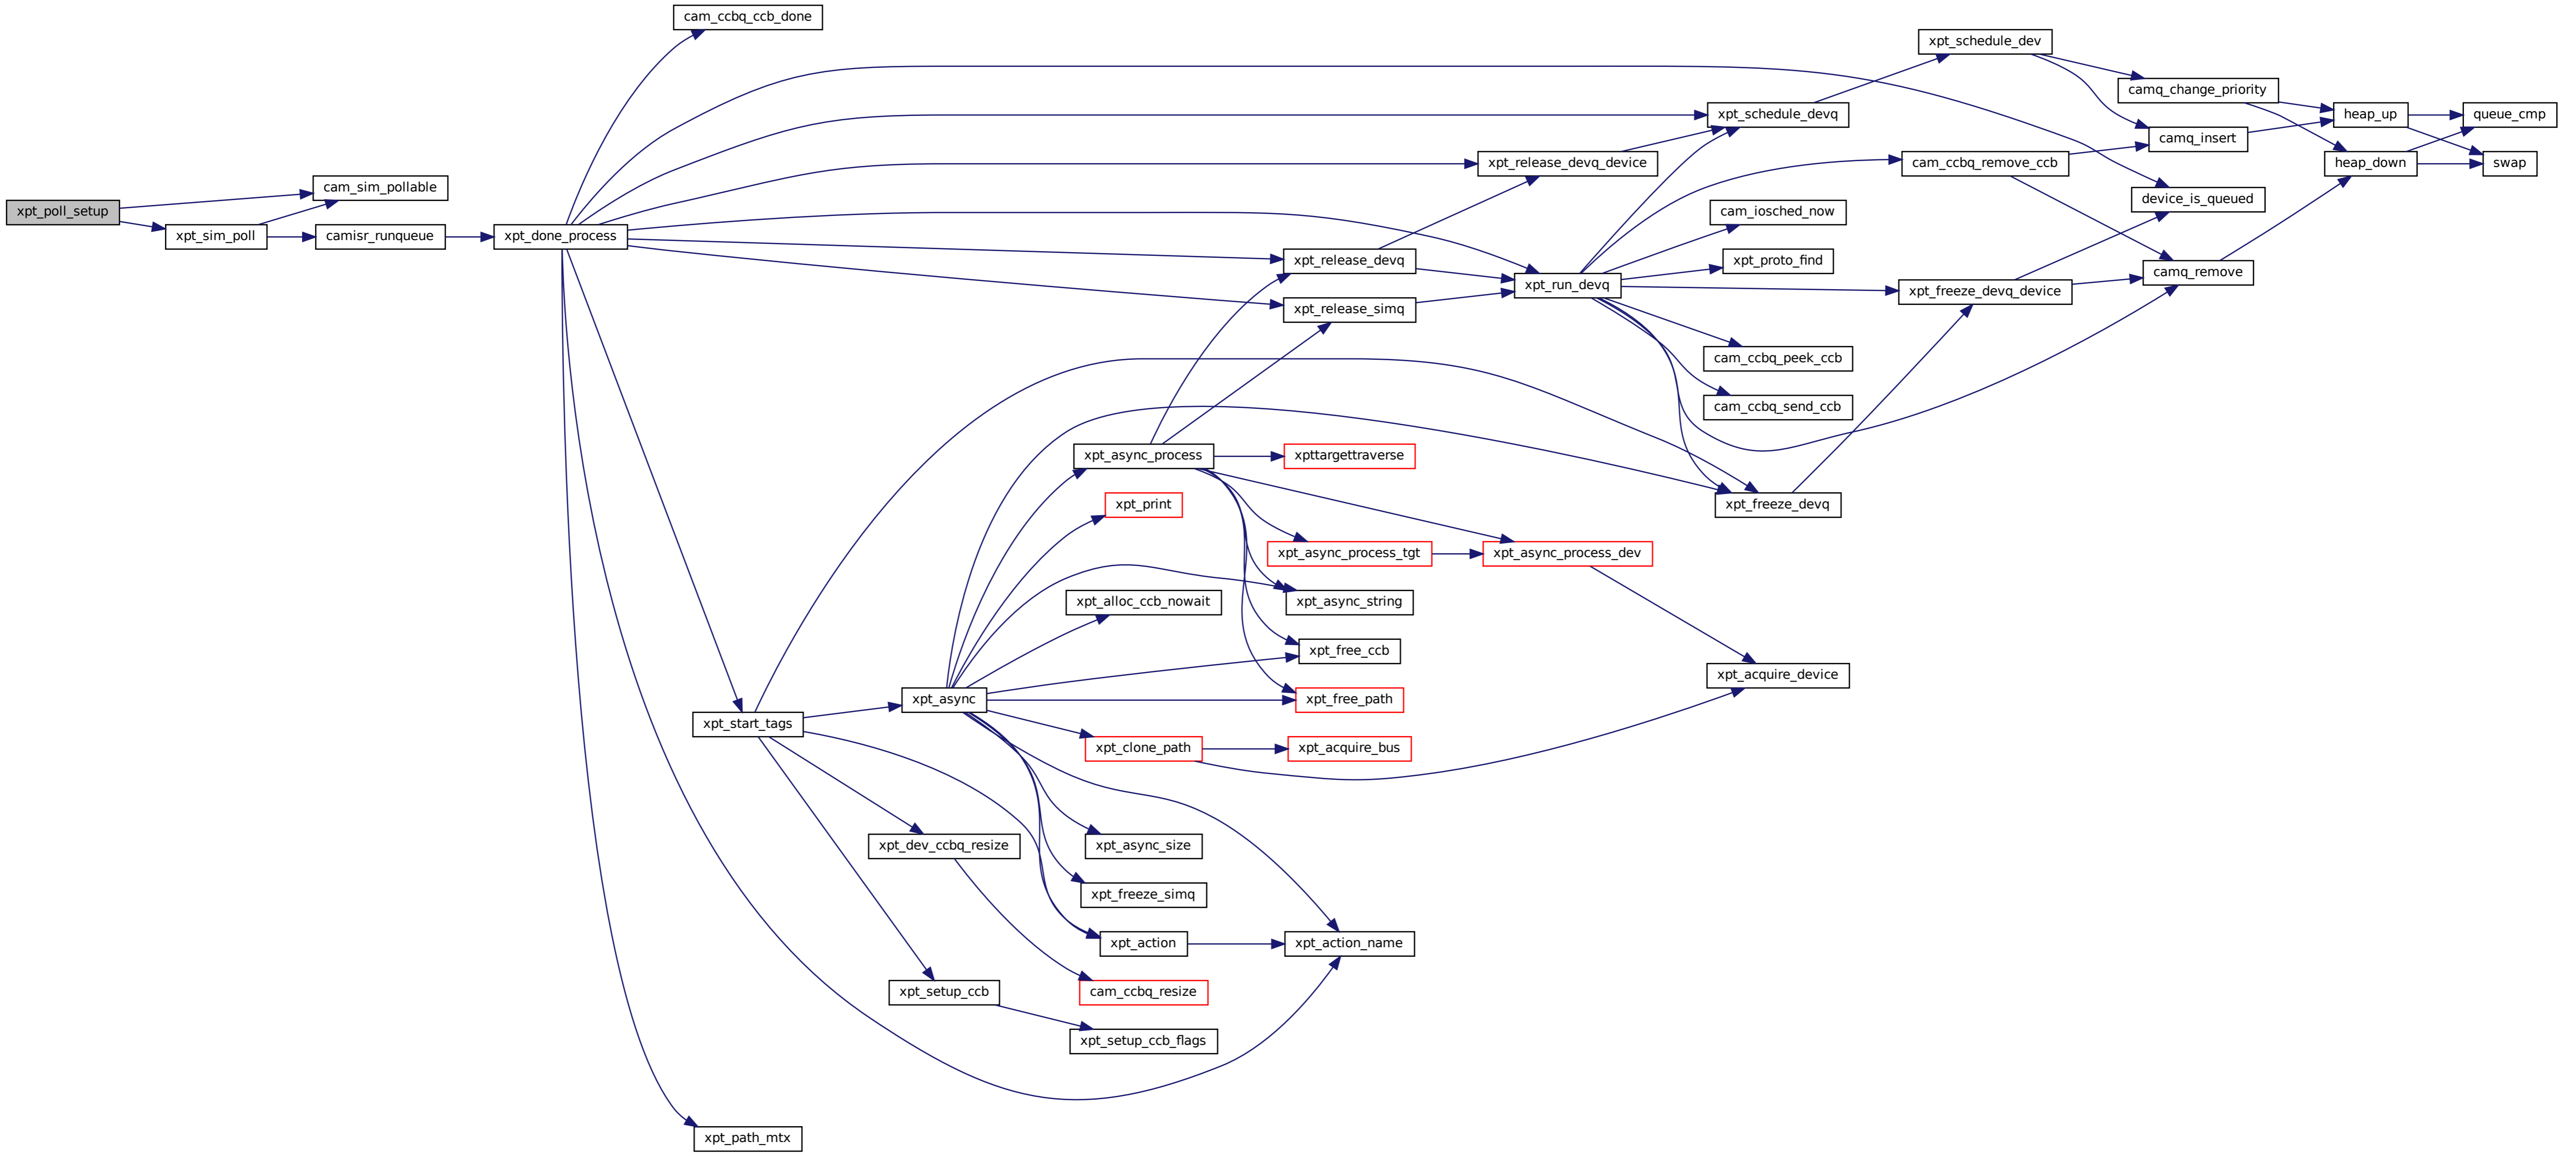 cam_ccbq_ccb_done
xpt_schedule_dev
camq_change_priority
xpt_schedule_devq
heap_up
queue_cmp
camq_insert
xpt_release_devq_device
cam_ccbq_remove_ccb
heap_down
swap
cam_sim_pollable
device_is_queued
xpt_poll_setup
cam_iosched_now
xpt_sim_poll
camisr_runqueue
xpt_done_process
xpt_release_devq
xpt_proto_find
camq_remove
xpt_run_devq
xpt_freeze_devq_device
xpt_release_simq
cam_ccbq_peek_ccb
cam_ccbq_send_ccb
xpt_async_process
xpttargettraverse
xpt_print
xpt_freeze_devq
xpt_async_process_tgt
xpt_async_process_dev
xpt_alloc_ccb_nowait
xpt_async_string
xpt_free_ccb
xpt_acquire_device
xpt_async
xpt_free_path
xpt_start_tags
xpt_clone_path
xpt_acquire_bus
xpt_dev_ccbq_resize
xpt_async_size
xpt_freeze_simq
xpt_action
xpt_action_name
xpt_setup_ccb
cam_ccbq_resize
xpt_setup_ccb_flags
xpt_path_mtx